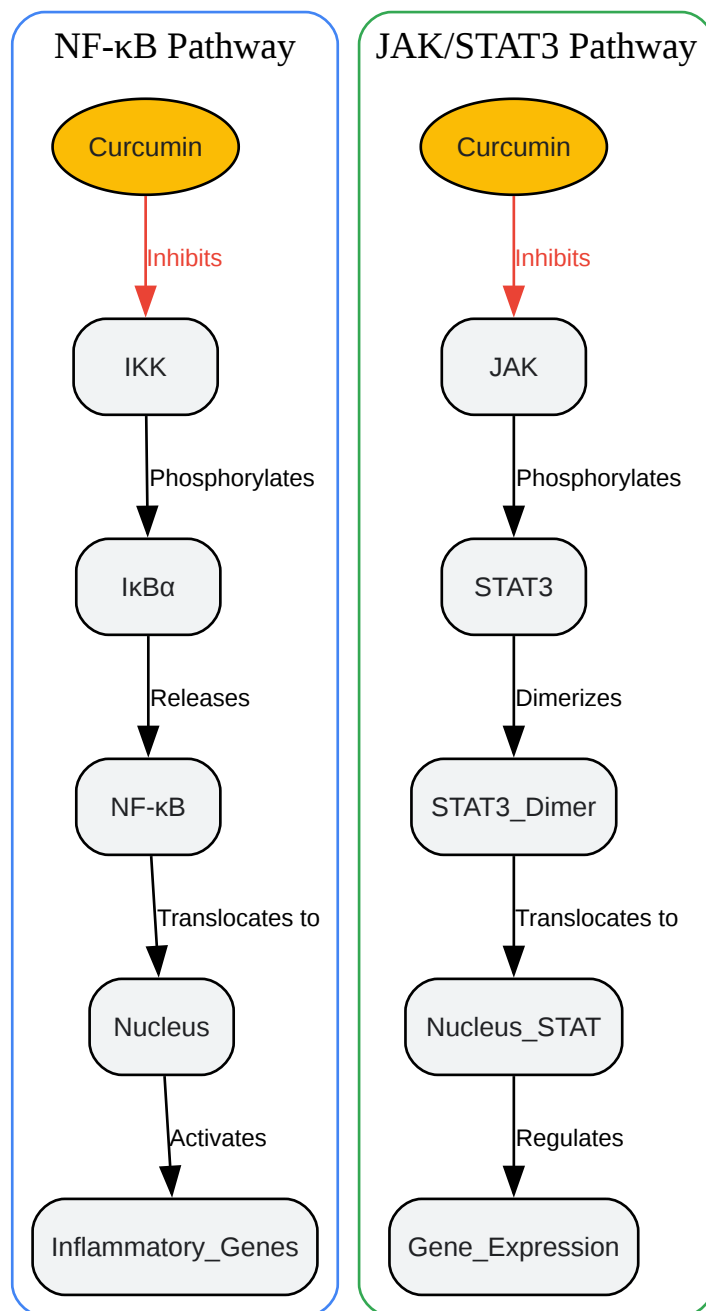 NF-κB Pathway
Curcumin
Inhibits
IKK
Phosphorylates
IκBα
Releases
NF-κB
Translocates to
Nucleus
Activates
Inflammatory_Genes
JAK/STAT3 Pathway
Curcumin
Inhibits
JAK
Phosphorylates
STAT3
Dimerizes
STAT3_Dimer
Translocates to
Nucleus_STAT
Regulates
Gene_Expression